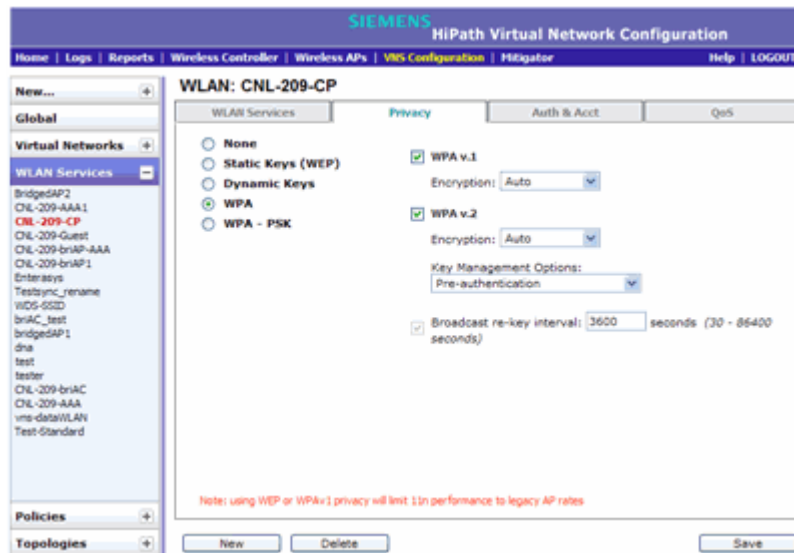 SIEMENS
HiPath Virtual Network Configuration
Home | Logs | Reports | Wireless Controller | Wireless APs | VNS Configuration | Mitigator Help | LOGOUT
New...
Global
Virtual Networks
WLAN Services
BridgedAP2
CNL-209-AAA1
CNL-209-CP
CNL-209-Guest
CNL-209-briAP-AAA
CNL-209-briAP1
Enterasys
Testsync_rename
WDS-SSID
briAC_test
bridgedAP1
dna
test
tester
CNL-209-briAC
CNL-209-AAA
vns-dataWLAN
Test-Standard
Policies
Topologies
WLAN: CNL-209-CP
WLAN Services Privacy Auth & Acct QoS
None
Static Keys (WEP)
Dynamic Keys
WPA
WPA - PSK
WPA v.1
Encryption: Auto
WPA v.2
Encryption: Auto
Key Management Options:
Pre-authentication
Broadcast re-key interval: 3600 seconds (30 - 86400
seconds)
Note: using WEP or WPAv1 privacy will limit 11n performance to legacy AP rates
New Delete Save